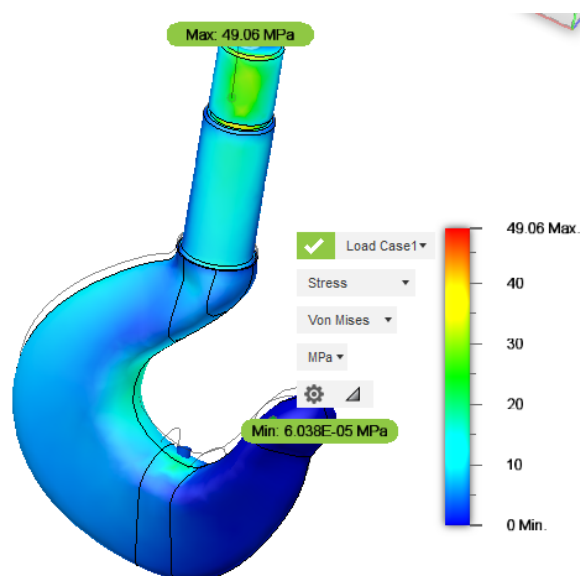 Max: 49.06 MPa
Load Case1
Stress
Von Mises
MPa
Min: 6.038E-05 MPa
49.06 Max.
40
30
20
10
0 Min.